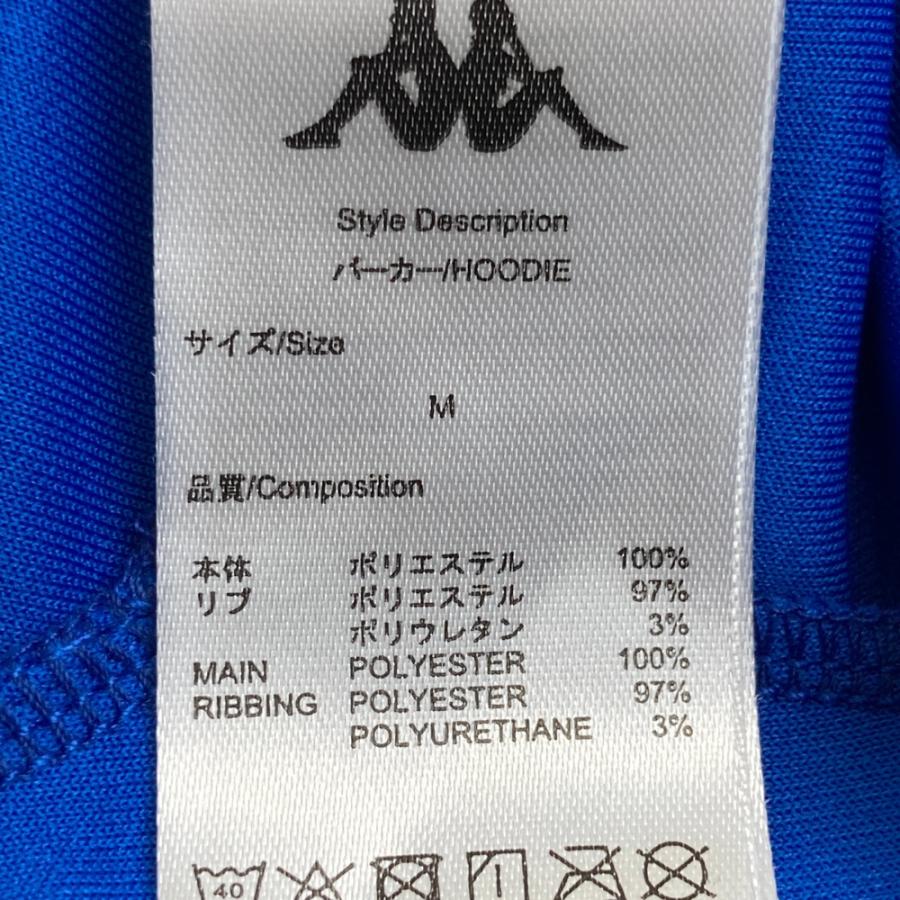 Style Description
パーカー/HOODIE
サイズ/Size
M
品質/Composition
本体 ポリエステル 100%
リブ ポリエステル 97%
ポリウレタン 3%
MAIN POLYESTER 100%
RIBBING POLYESTER 97%
POLYURETHANE 3%
40